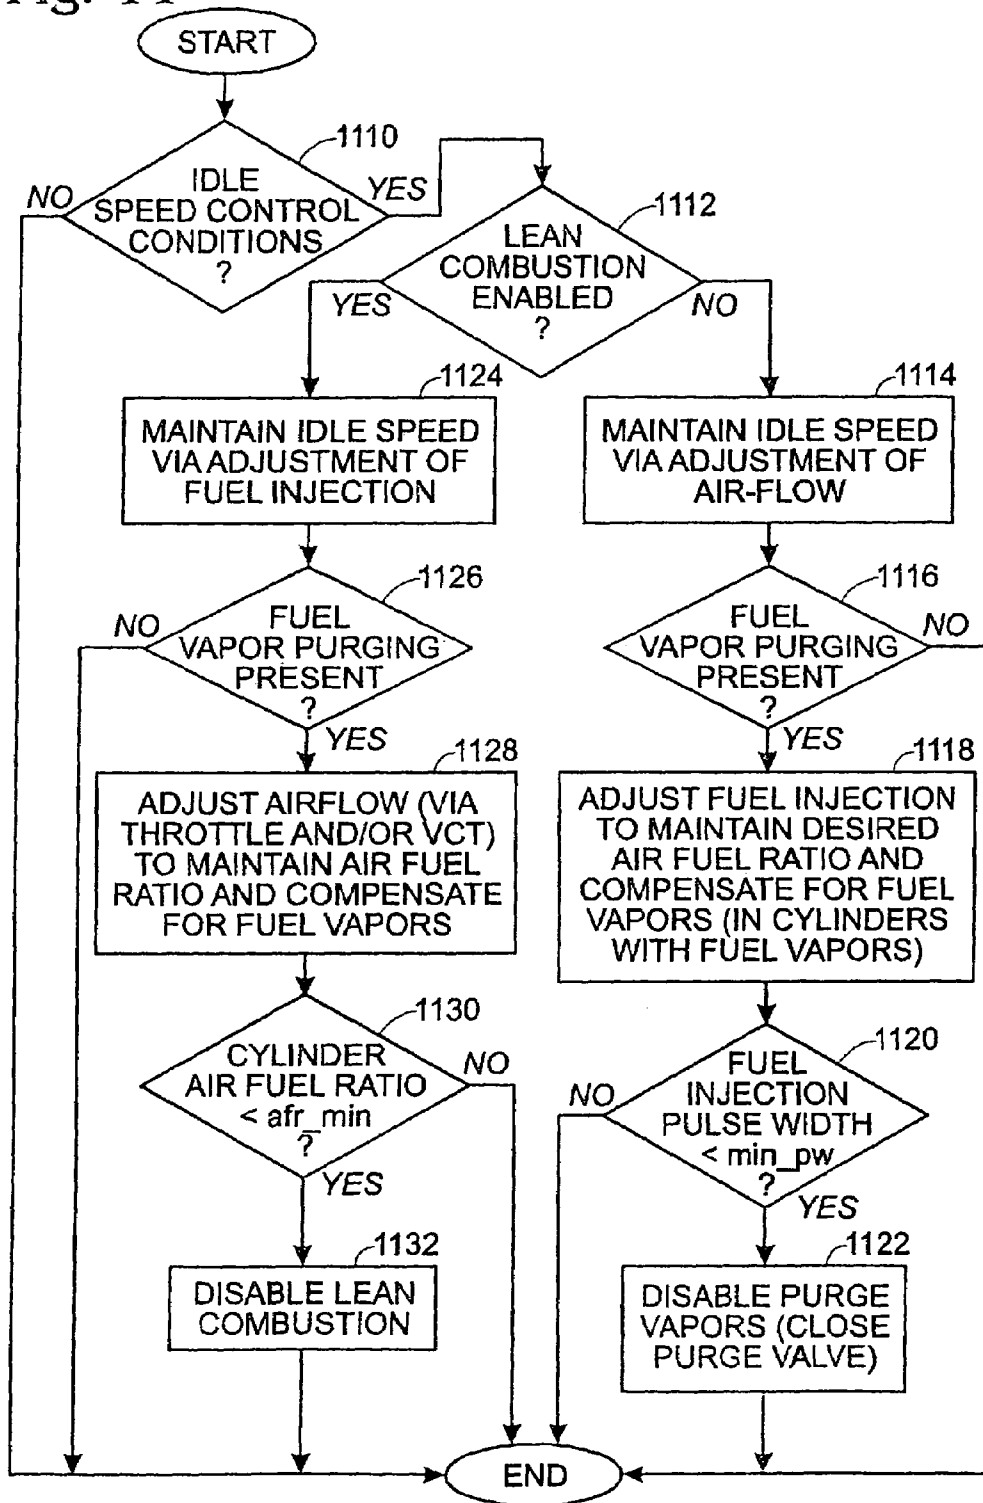 Fig. 11
START
1110
IDLE
SPEED CONTROL
CONDITIONS
?
NO
YES
1112
LEAN
COMBUSTION
ENABLED
?
YES
NO
1124
MAINTAIN IDLE SPEED
VIA ADJUSTMENT OF
FUEL INJECTION
1114
MAINTAIN IDLE SPEED
VIA ADJUSTMENT OF
AIR-FLOW
1126
FUEL
VAPOR PURGING
PRESENT
?
NO
YES
1116
FUEL
VAPOR PURGING
PRESENT
?
NO
YES
1128
ADJUST AIRFLOW (VIA
THROTTLE AND/OR VCT)
TO MAINTAIN AIR FUEL
RATIO AND COMPENSATE
FOR FUEL VAPORS
1118
ADJUST FUEL INJECTION
TO MAINTAIN DESIRED
AIR FUEL RATIO AND
COMPENSATE FOR FUEL
VAPORS (IN CYLINDERS
WITH FUEL VAPORS)
1130
CYLINDER
AIR FUEL RATIO
< afr_min
?
NO
YES
1120
FUEL
INJECTION
PULSE WIDTH
< min_pw
?
NO
YES
1132
DISABLE LEAN
COMBUSTION
1122
DISABLE PURGE
VAPORS (CLOSE
PURGE VALVE)
END